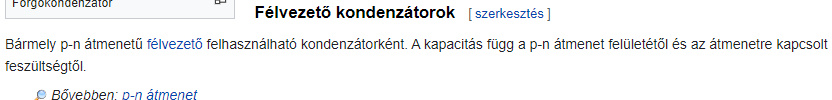 Forgókondenzátor
Félvezető kondenzátorok [ szerkesztés ]
Bármely p-n átmenetű félvezető felhasználható kondenzátorként. A kapacitás függ a p-n átmenet felületétől és az átmenetre kapcsolt
feszültségtől.
Bővebben: p-n átmenet